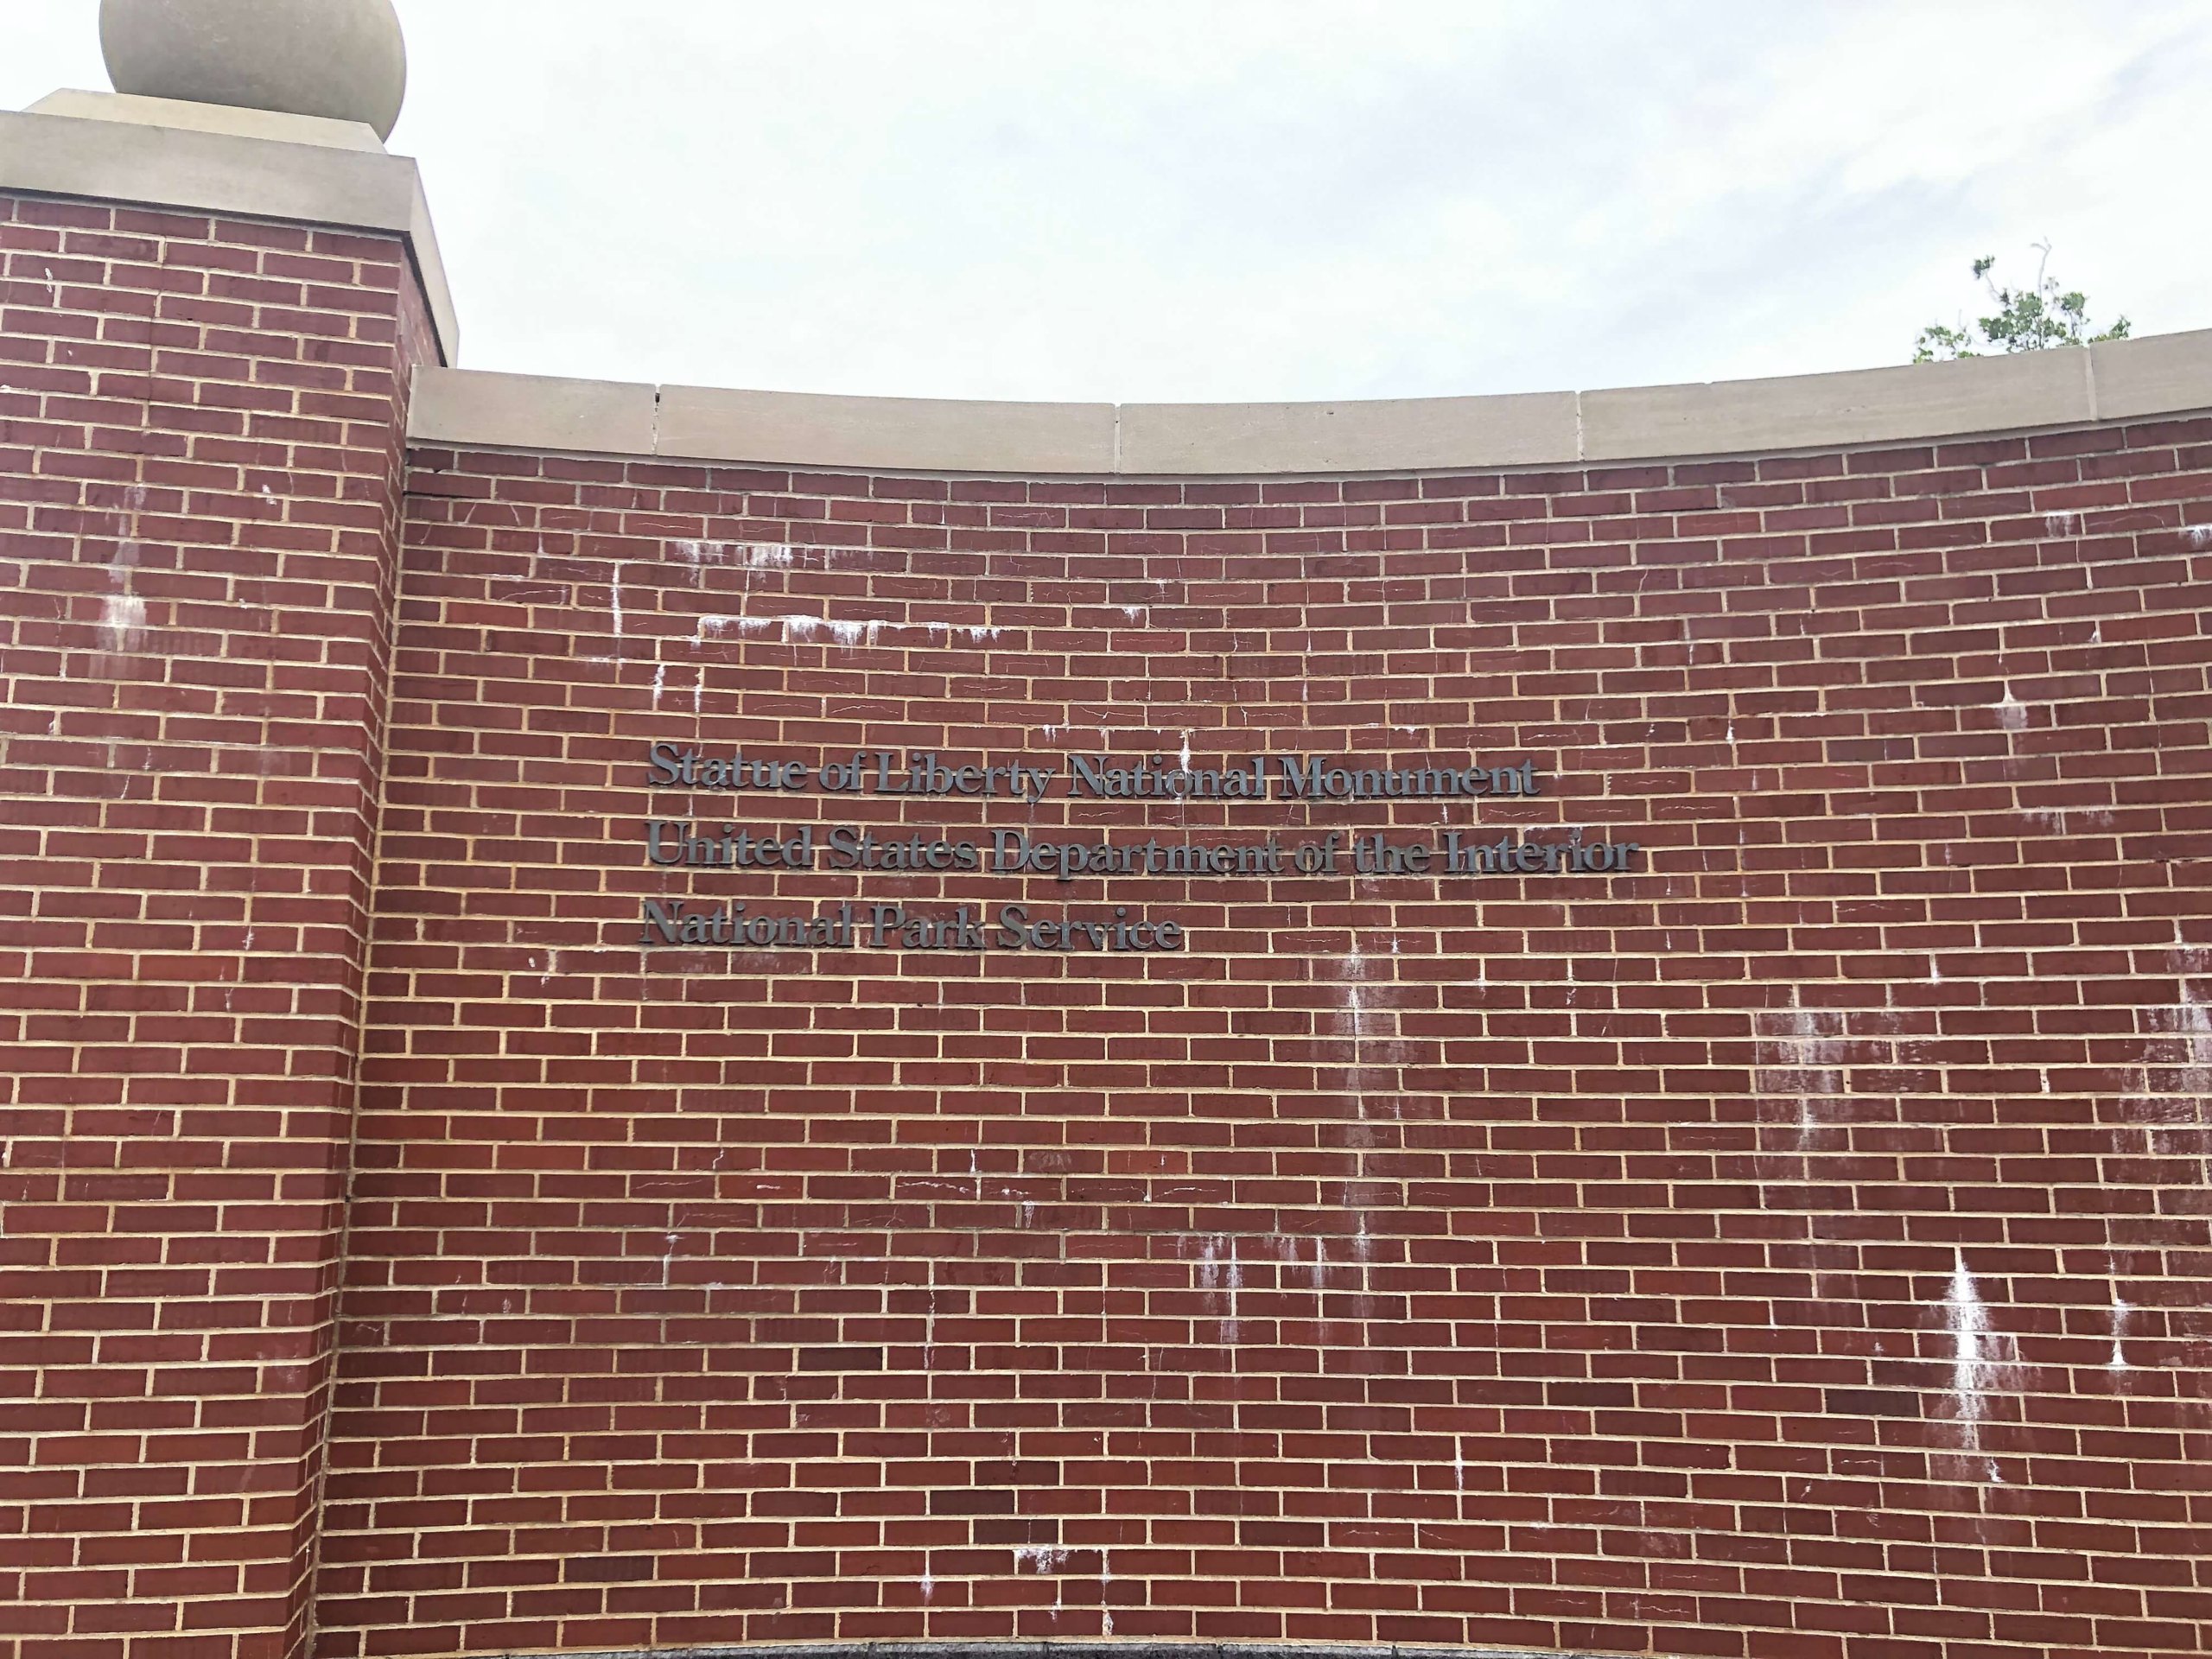 Statue of Liberty National Monument
United States Department of the Interior
National Park Service